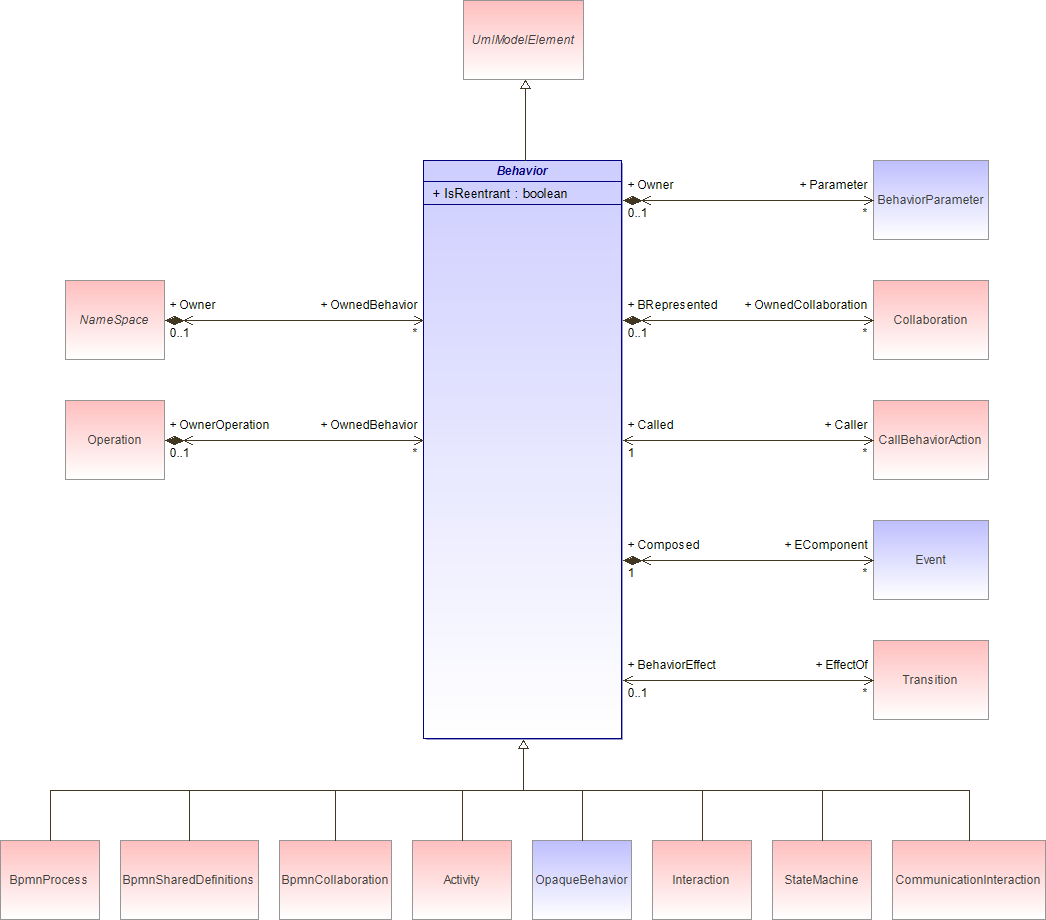 UmlModelElement
Behavior
+ IsReentrant : boolean
+ Owner
+ Parameter
0..1
*
BehaviorParameter
NameSpace
+ Owner
+ OwnedBehavior
0..1
*
+ BRepresented
+ OwnedCollaboration
0..1
*
Collaboration
Operation
+ OwnerOperation
+ OwnedBehavior
0..1
*
+ Called
+ Caller
1
*
CallBehaviorAction
+ Composed
+ EComponent
1
*
Event
+ BehaviorEffect
+ EffectOf
0..1
*
Transition
BpmnProcess
BpmnSharedDefinitions
BpmnCollaboration
Activity
OpaqueBehavior
Interaction
StateMachine
CommunicationInteraction